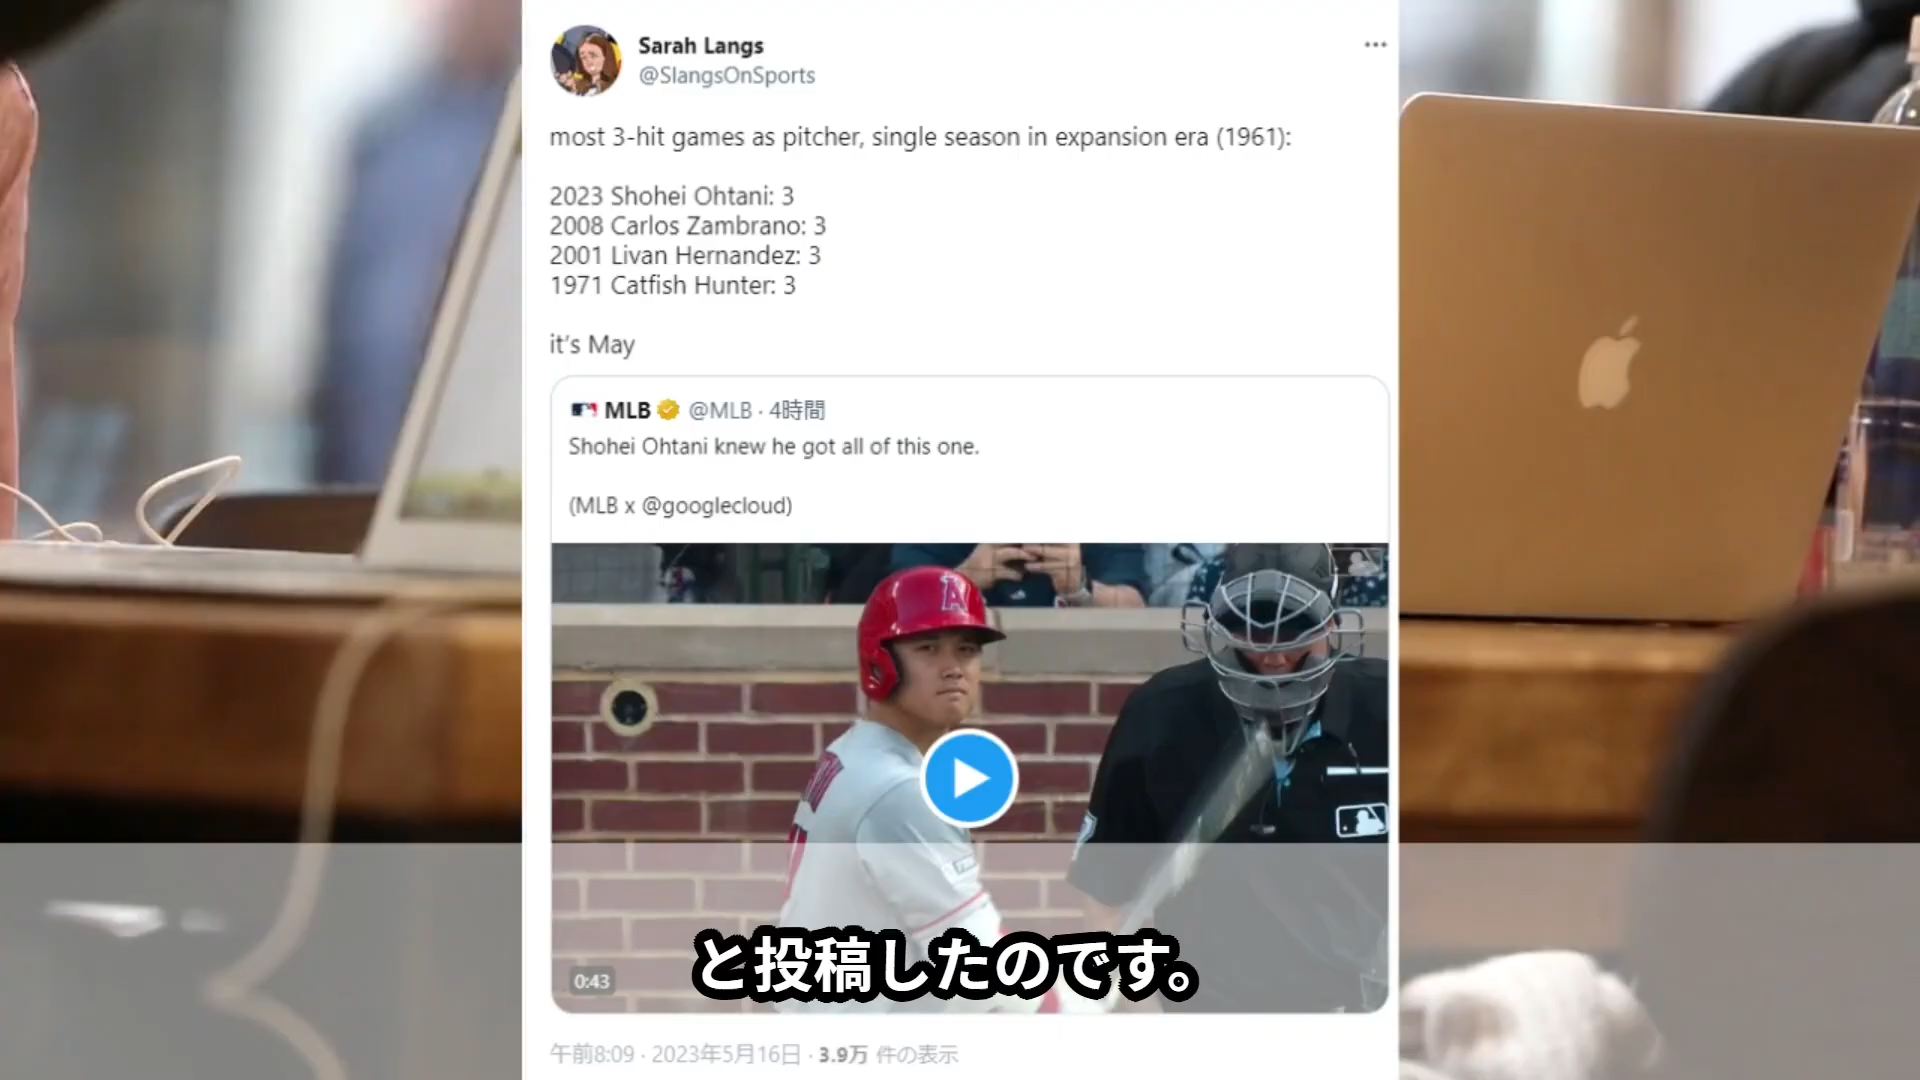 Sarah Langs
@SlangsOnSports
most 3-hit games as pitcher, single season in expansion era (1961):
2023 Shohei Ohtani: 3
2008 Carlos Zambrano: 3
2001 Livan Hernandez: 3
1971 Catfish Hunter: 3
it's May
MLB @MLB · 4時間
Shohei Ohtani knew he got all of this one.
(MLB x @googlecloud)
0:43
と投稿したのです。
午前8:09 · 2023年5月16日 · 3.9万 件の表示